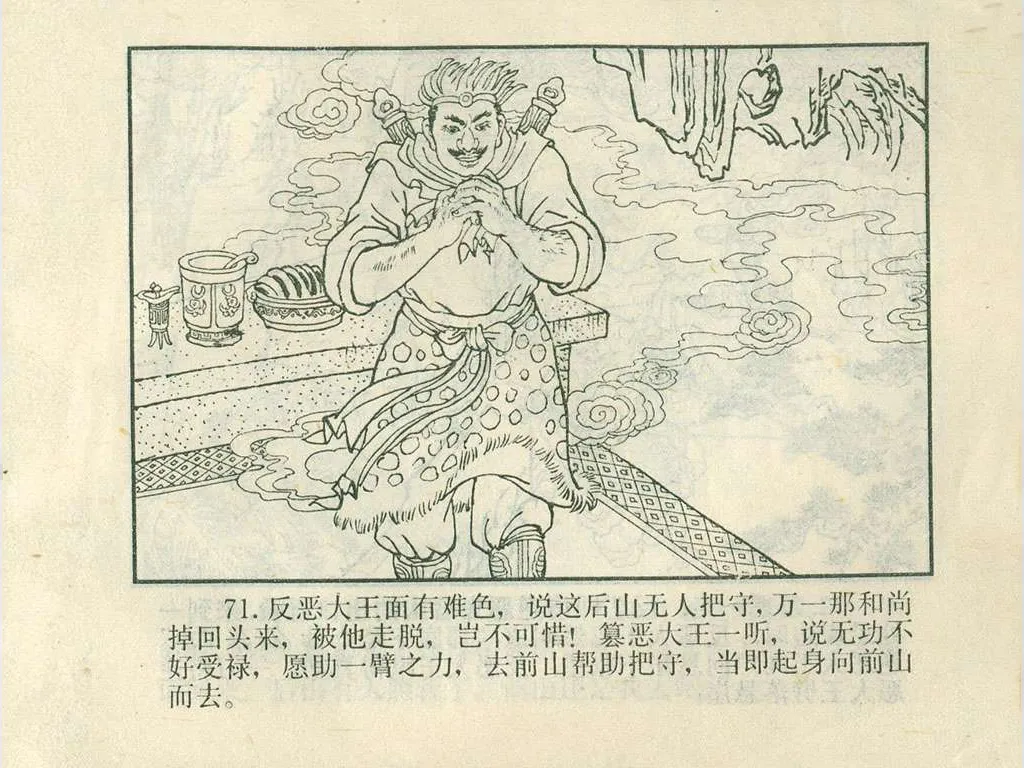 71. 反恶大王面有难色，说这后山无人把守，万一那和尚
掉回头来，被他走脱，岂不可惜！篡恶大王一听，说无功不
好受禄，愿助一臂之力，去前山帮助把守，当即起身向前山
而去。